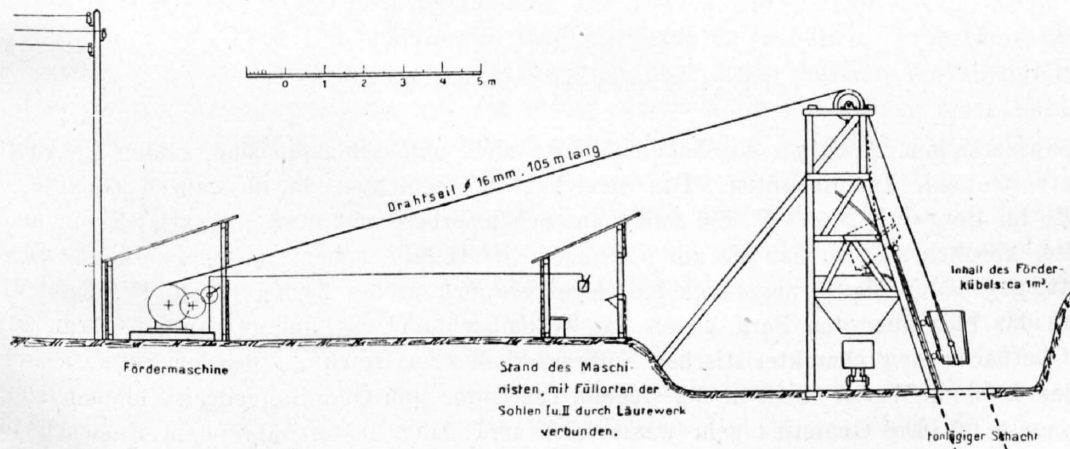 0 1 2 3 4 5 m
Drahtseil ∮ 16 mm, 105 m lang
Inhalt des Förder-
kübels: ca 1m³.
Fördermaschine
Stand des Maschi-
nisten, mit Füllorten der
Sohlen I u. II durch Läutewerk
verbunden.
tonlägiger Schacht